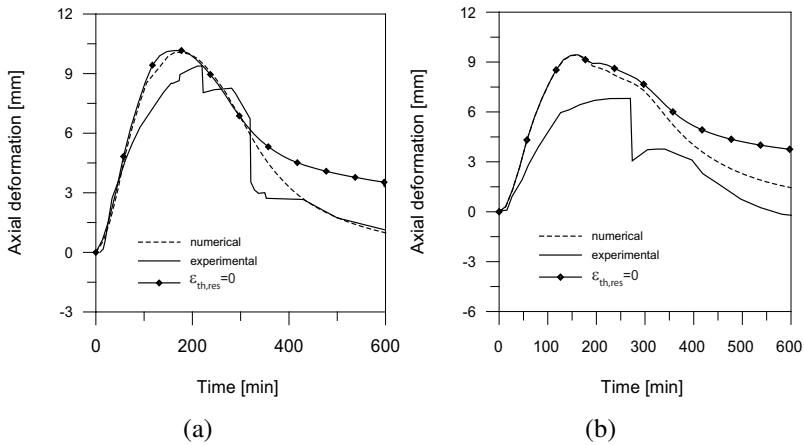 12
9
6
3
0
-3
Axial deformation [mm]
numerical
experimental
εth,res=0
0 200 400 600
Time [min]
(a)
12
9
6
3
0
-3
-6
Axial deformation [mm]
numerical
experimental
εth,res=0
0 100 200 300 400 500 600
Time [min]
(b)